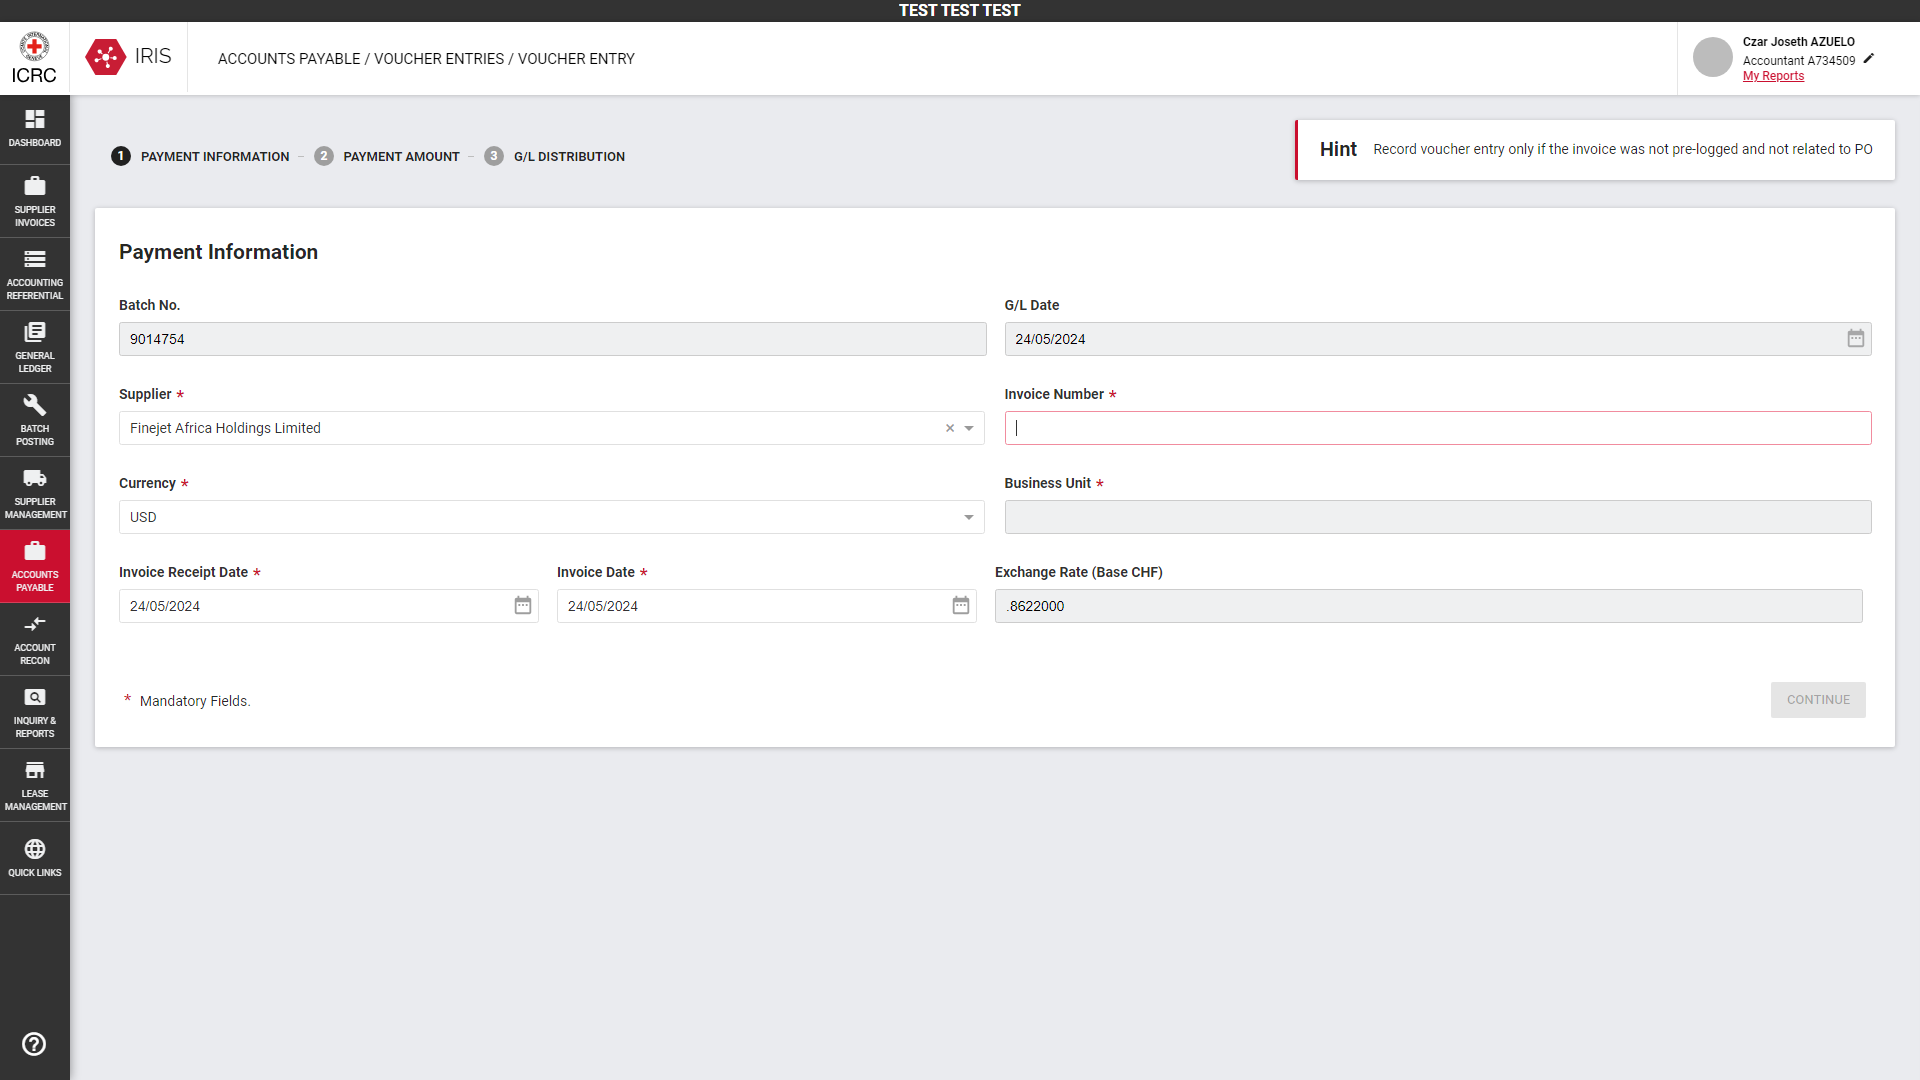 TEST TEST TEST
ICRC
IRIS
ACCOUNTS PAYABLE / VOUCHER ENTRIES / VOUCHER ENTRY
Czar Joseth AZUELO
Accountant A734509
My Reports
DASHBOARD
SUPPLIER
INVOICES
ACCOUNTING
REFERENTIAL
GENERAL
LEDGER
BATCH
POSTING
SUPPLIER
MANAGEMENT
ACCOUNTS
PAYABLE
ACCOUNT
RECON
INQUIRY &
REPORTS
LEASE
MANAGEMENT
QUICK LINKS
1 PAYMENT INFORMATION - 2 PAYMENT AMOUNT - 3 G/L DISTRIBUTION
Hint Record voucher entry only if the invoice was not pre-logged and not related to PO
Payment Information
Batch No.
9014754
G/L Date
24/05/2024
Supplier *
Finejet Africa Holdings Limited
Invoice Number *
Currency *
USD
Business Unit *
Invoice Receipt Date *
24/05/2024
Invoice Date *
24/05/2024
Exchange Rate (Base CHF)
.8622000
* Mandatory Fields.
CONTINUE